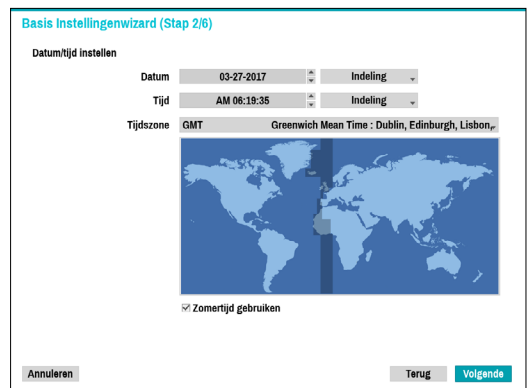 Basis Instellingenwizard (Stap 2/6)
Datum/tijd instellen
Datum 03-27-2017 Indeling
Tijd AM 06:19:35 Indeling
Tijdszone GMT Greenwich Mean Time : Dublin, Edinburgh, Lisbon,
Zomertijd gebruiken
Annuleren Terug Volgende